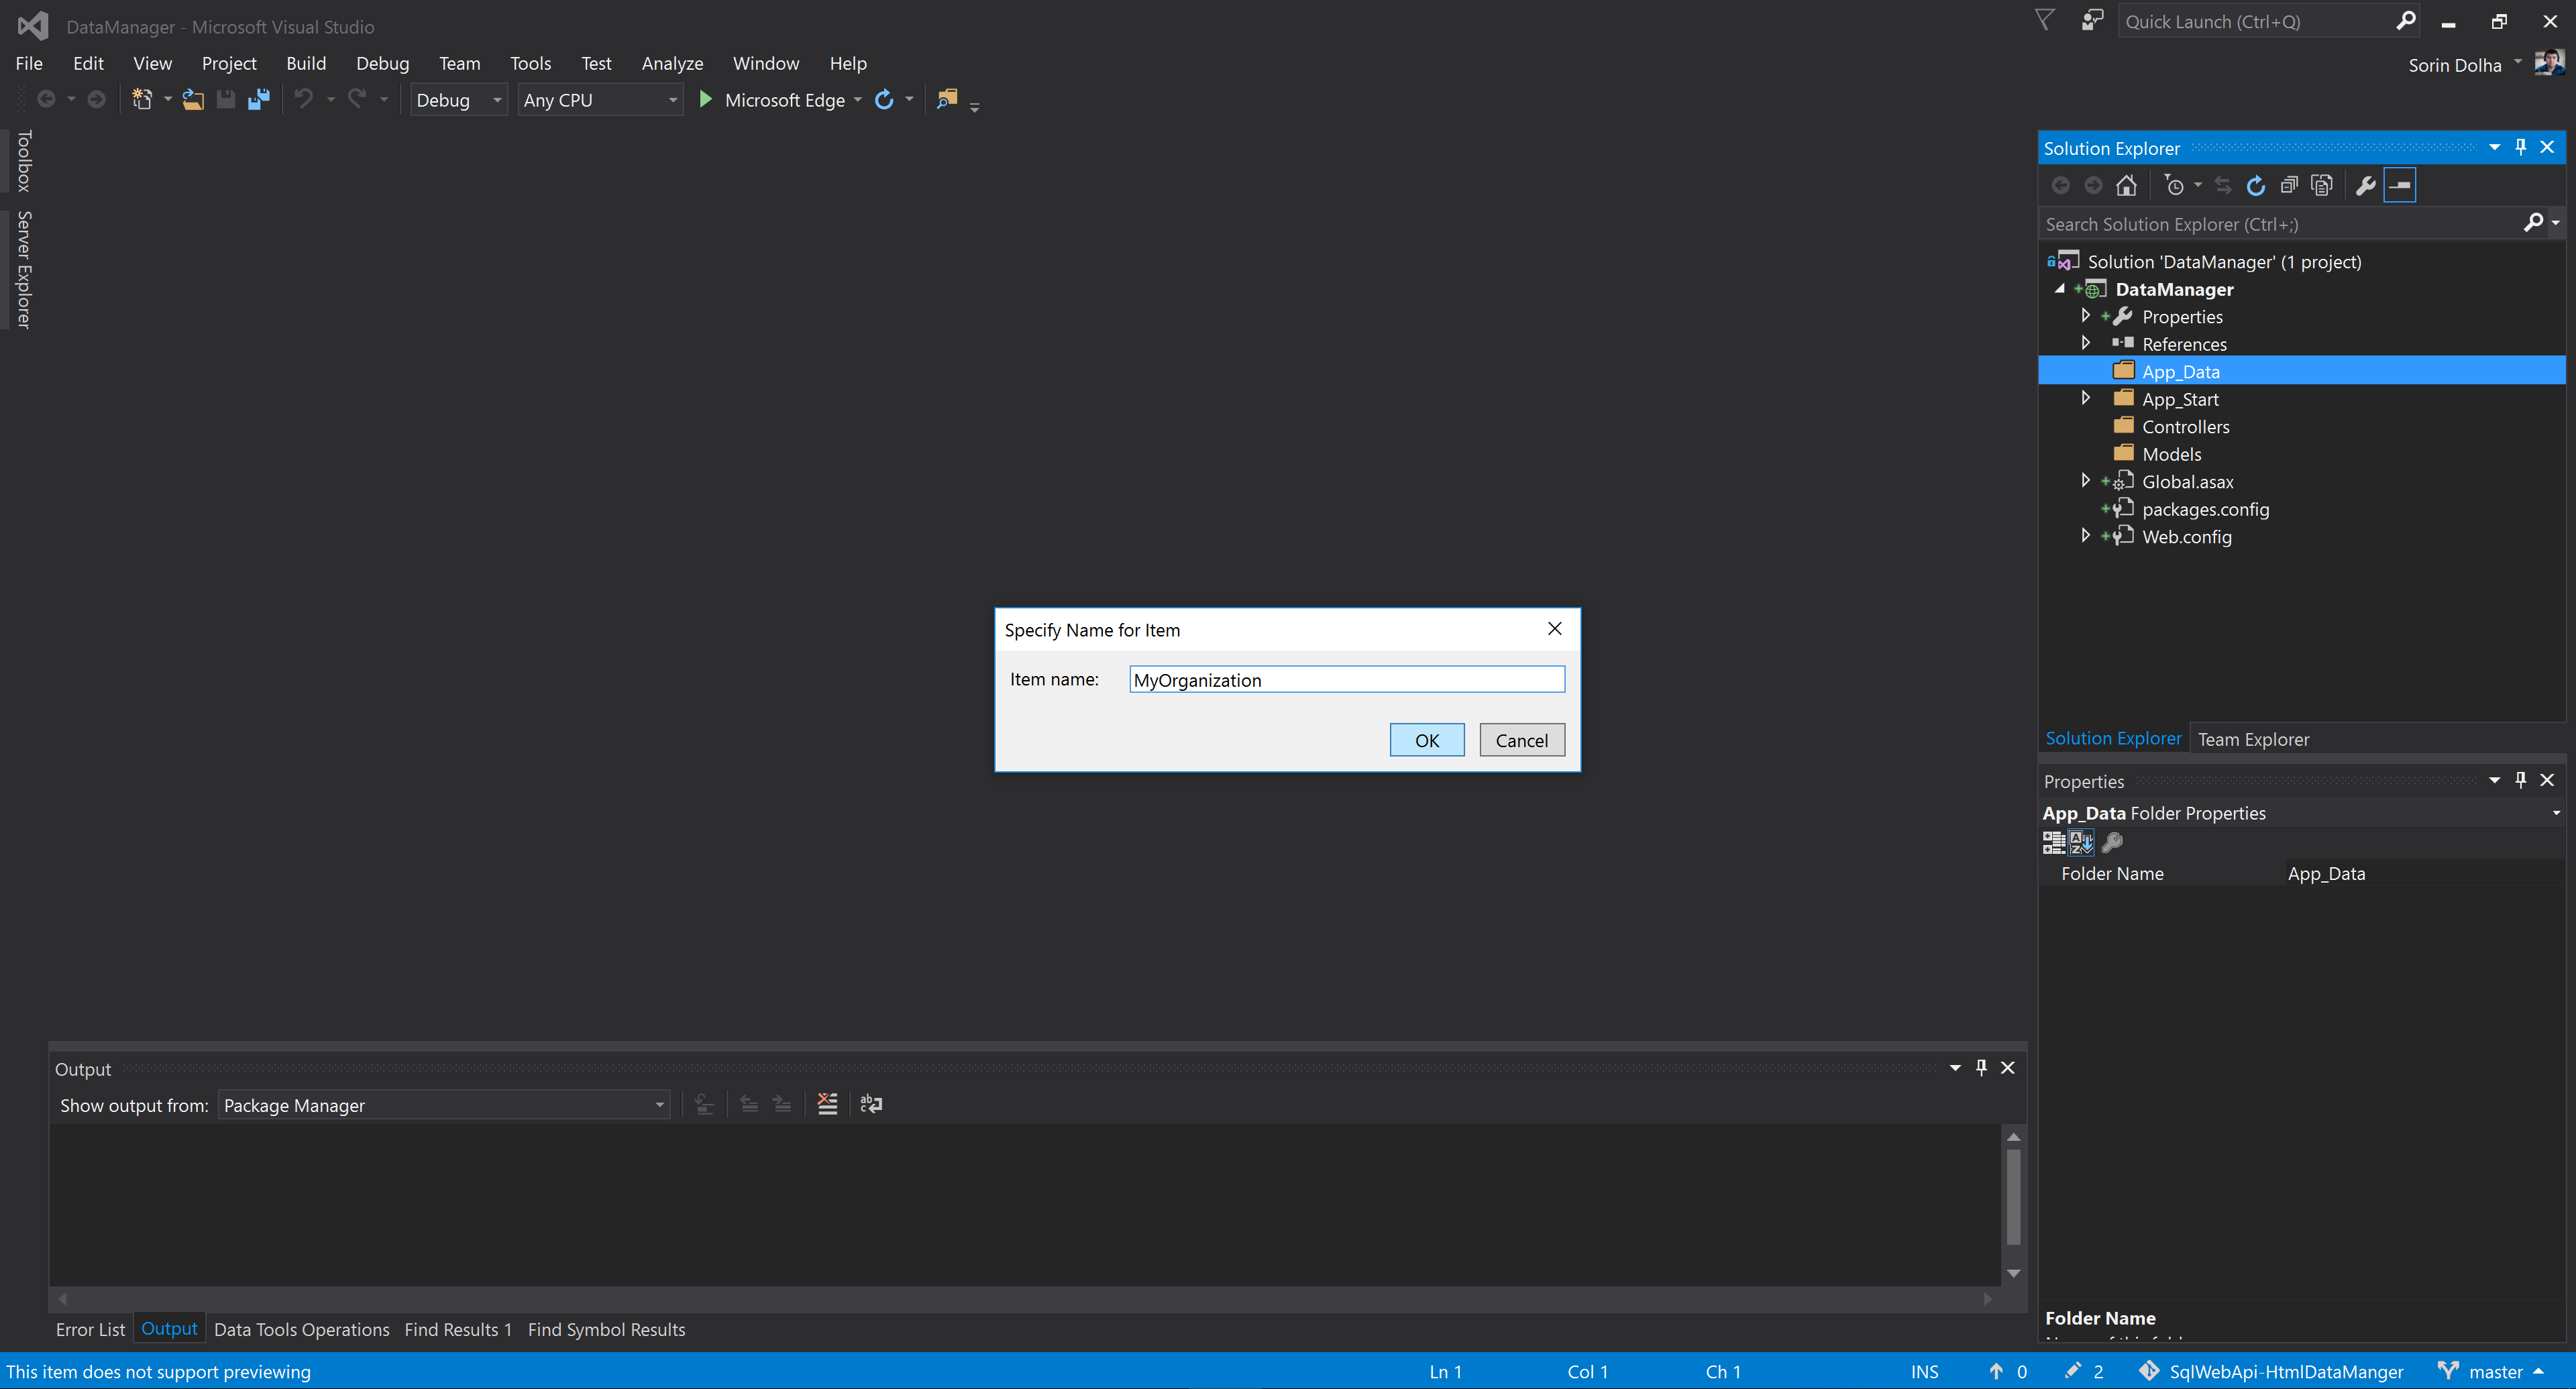 DataManager - Microsoft Visual Studio
Quick Launch (Ctrl+Q)
File Edit View Project Build Debug Team Tools Test Analyze Window Help
Sorin Dolha
Debug Any CPU Microsoft Edge
Toolbox
Server Explorer
Solution Explorer
Search Solution Explorer (Ctrl+;)
Solution 'DataManager' (1 project)
DataManager
Properties
References
App_Data
App_Start
Controllers
Models
Global.asax
packages.config
Web.config
Specify Name for Item
Item name: MyOrganization
OK Cancel
Solution Explorer Team Explorer
Properties
App_Data Folder Properties
Folder Name App_Data
Output
Show output from: Package Manager
Error List Output Data Tools Operations Find Results 1 Find Symbol Results
Folder Name
This item does not support previewing Ln 1 Col 1 Ch 1 INS 0 2 SqlWebApi-HtmlDataManger master